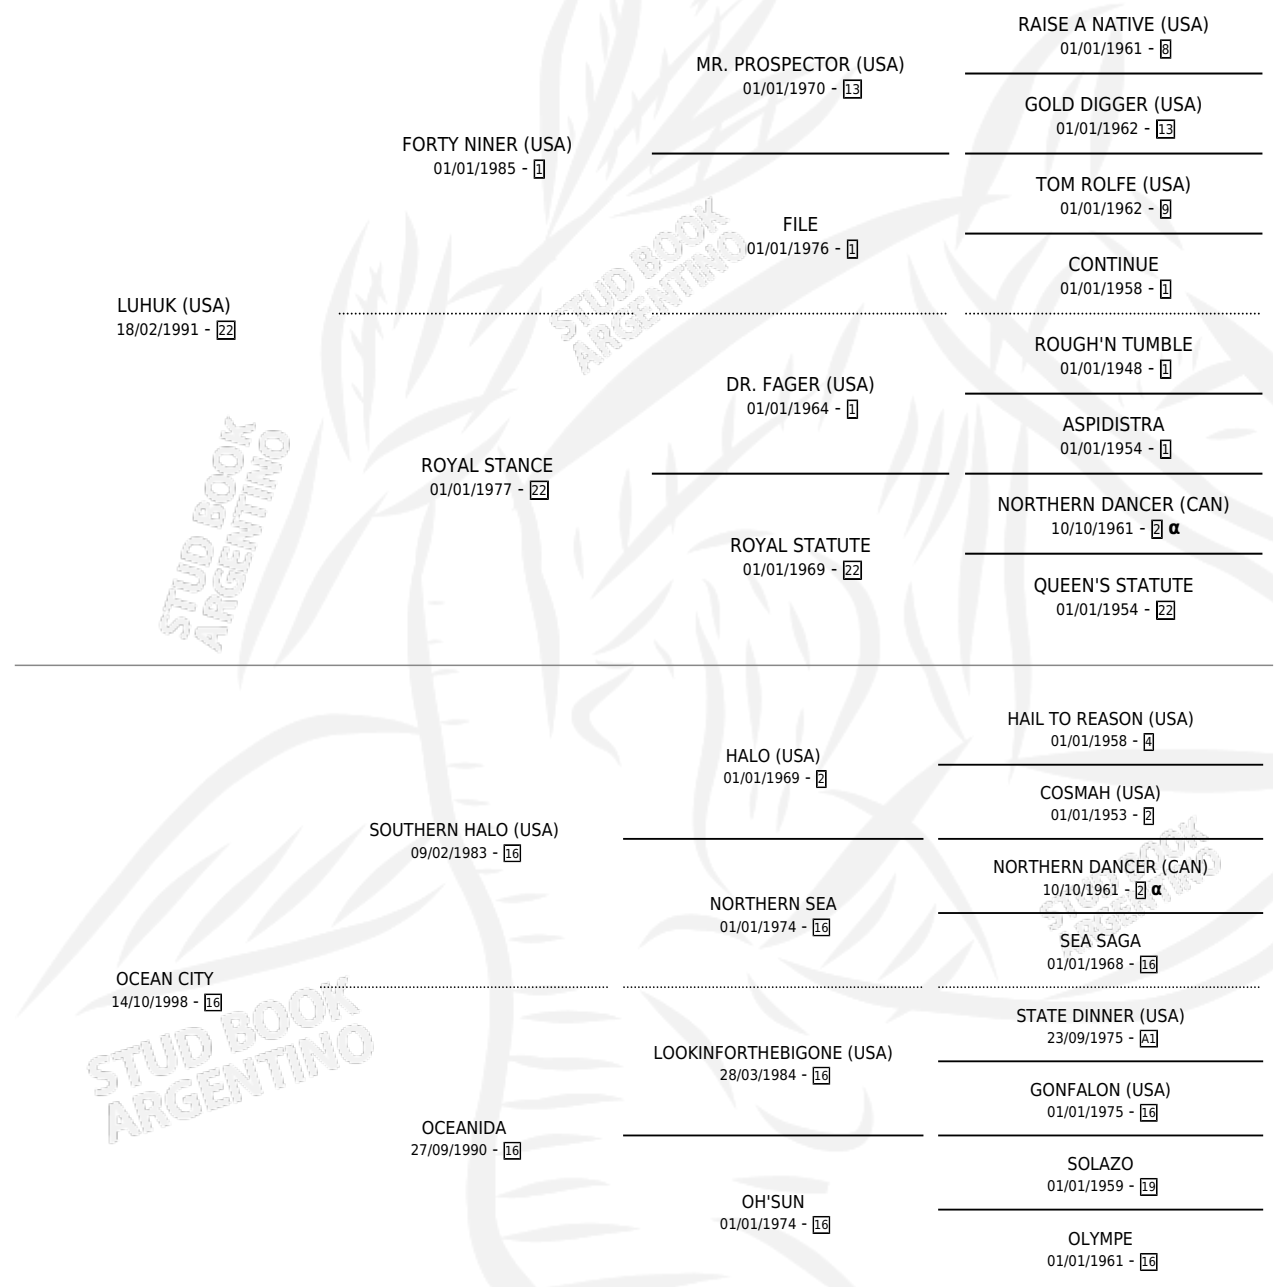 RAISE A NATIVE (USA)
01/01/1961 - 8
MR. PROSPECTOR (USA)
01/01/1970 - 13
GOLD DIGGER (USA)
01/01/1962 - 13
FORTY NINER (USA)
01/01/1985 - 1
TOM ROLFE (USA)
01/01/1962 - 9
FILE
01/01/1976 - 1
CONTINUE
01/01/1958 - 1
LUHUK (USA)
18/02/1991 - 22
ROUGH'N TUMBLE
01/01/1948 - 1
DR. FAGER (USA)
01/01/1964 - 1
ASPIDISTRA
01/01/1954 - 1
ROYAL STANCE
01/01/1977 - 22
NORTHERN DANCER (CAN)
10/10/1961 - 2 α
ROYAL STATUTE
01/01/1969 - 22
QUEEN'S STATUTE
01/01/1954 - 22
HAIL TO REASON (USA)
01/01/1958 - 4
HALO (USA)
01/01/1969 - 2
COSMAH (USA)
01/01/1953 - 2
SOUTHERN HALO (USA)
09/02/1983 - 16
NORTHERN DANCER (CAN)
10/10/1961 - 2 α
NORTHERN SEA
01/01/1974 - 16
SEA SAGA
01/01/1968 - 16
OCEAN CITY
14/10/1998 - 16
STATE DINNER (USA)
23/09/1975 - A1
LOOKINFORTHEBIGONE (USA)
28/03/1984 - 16
GONFALON (USA)
01/01/1975 - 16
OCEANIDA
27/09/1990 - 16
SOLAZO
01/01/1959 - 19
OH'SUN
01/01/1974 - 16
OLYMPE
01/01/1961 - 16
STUD BOOK
ARGENTINO
STUD BOOK
ARGENTINO
STUD BOOK
ARGENTINO
STUD BOOK
ARGENTINO